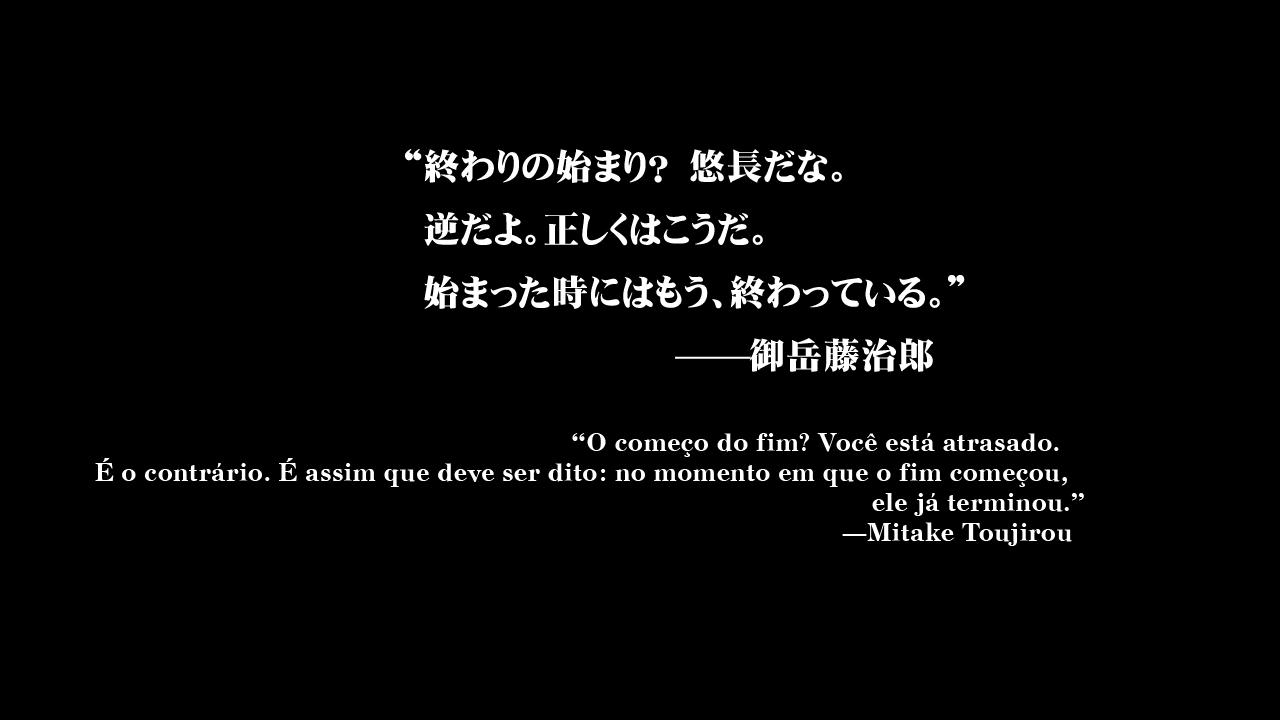 “終わりの始まり? 悠長だな。
逆だよ。正しくはこうだ。
始まった時にはもう、終わっている。”
——御岳藤治郎
“O começo do fim? Você está atrasado.
É o contrário. É assim que deve ser dito: no momento em que o fim começou,
ele já terminou.”
—Mitake Toujirou